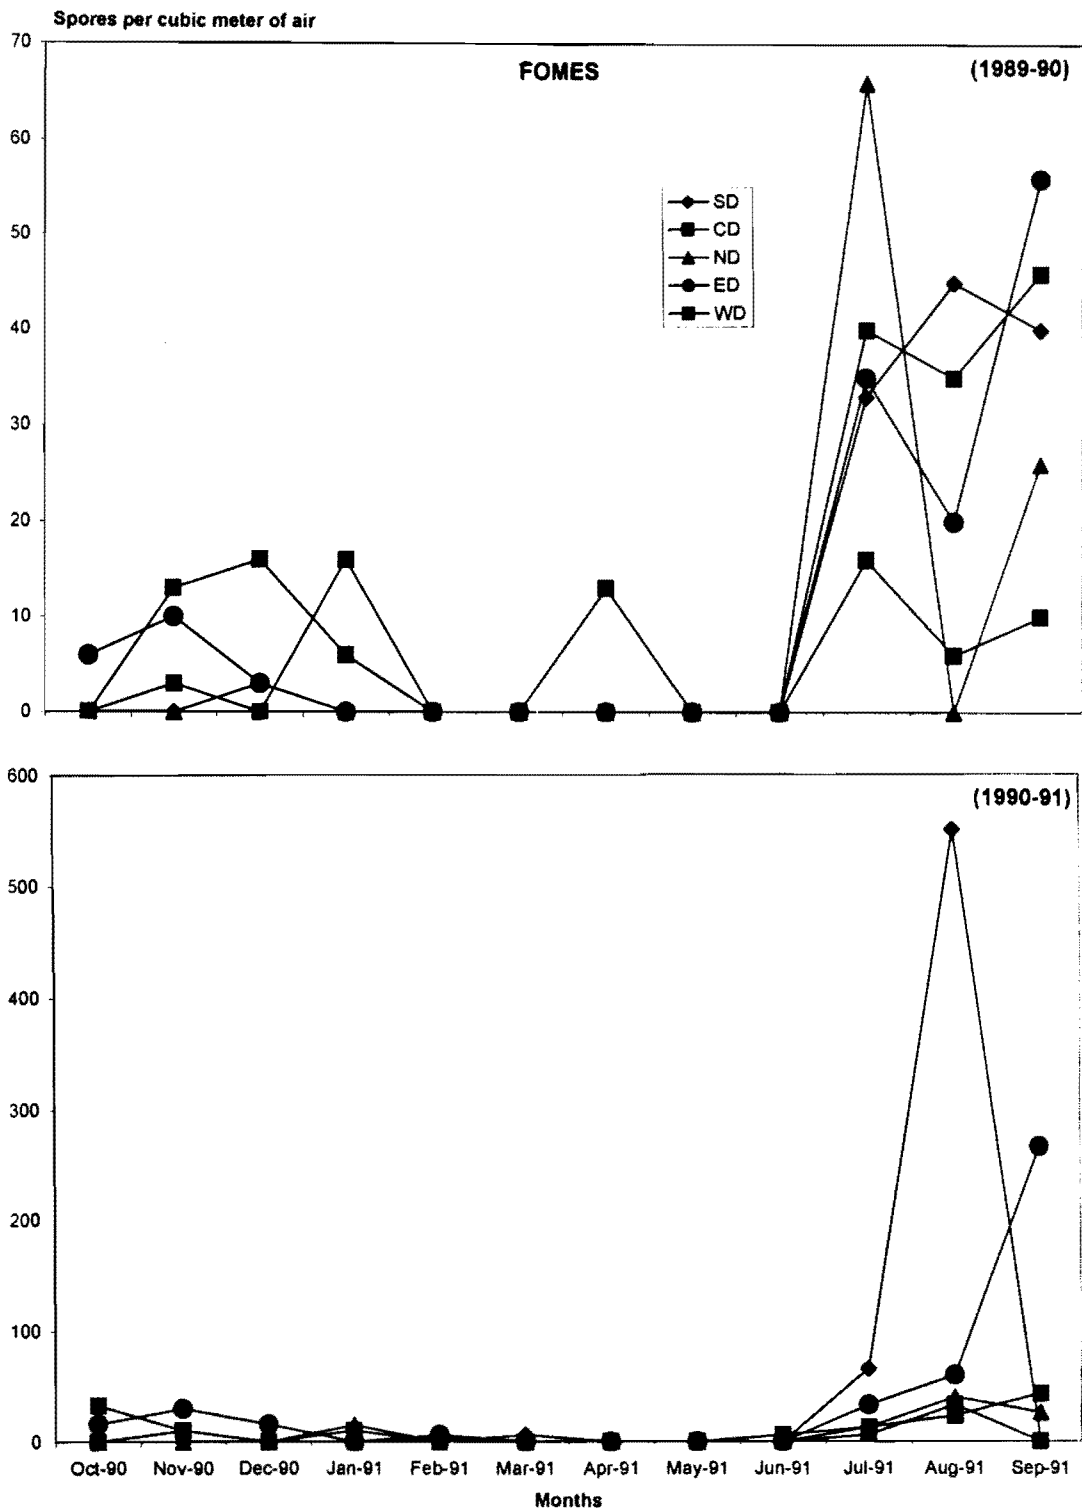 Spores per cubic meter of air
70
FOMES
(1989-90)
60
50
SD
CD
ND
ED
WD
40
30
20
10
0
600
(1990-91)
500
400
300
200
100
0
Oct-90 Nov-90 Dec-90 Jan-91 Feb-91 Mar-91 Apr-91 May-91 Jun-91 Jul-91 Aug-91 Sep-91
Months